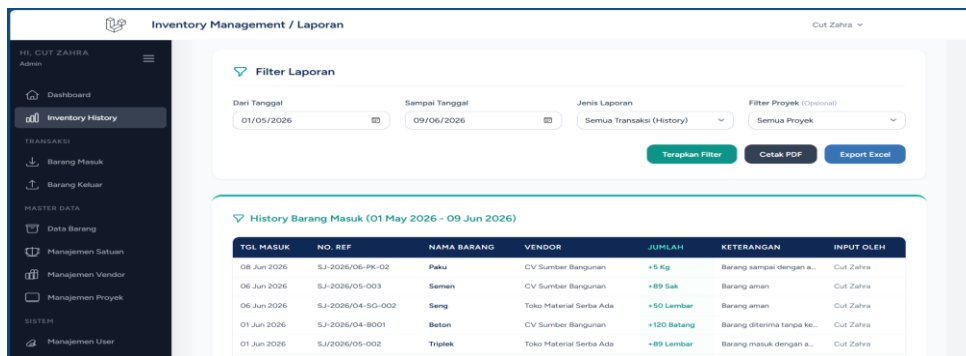 Inventory Management / Laporan
Cut Zahra
HI, CUT ZAHRA
Admin
Dashboard
Inventory History
TRANSAKSI
Barang Masuk
Barang Keluar
MASTER DATA
Data Barang
Manajemen Satuan
Manajemen Vendor
Manajemen Proyek
SISTEM
Manajemen User
Filter Laporan
Dari Tanggal Sampai Tanggal Jenis Laporan Filter Proyek (Opsional)
01/05/2026 09/06/2026 Semua Transaksi (History) Semua Proyek
Terapkan Filter Cetak PDF Export Excel
History Barang Masuk (01 May 2026 - 09 Jun 2026)
TGL MASUK NO. REF NAMA BARANG VENDOR JUMLAH KETERANGAN INPUT OLEH
08 Jun 2026 SJ-2026/06-PK-02 Paku CV Sumber Bangunan +5 Kg Barang sampai dengan a... Cut Zahra
06 Jun 2026 SJ-2026/05-003 Semen CV Sumber Bangunan +89 Sak Barang aman Cut Zahra
06 Jun 2026 SJ-2026/04-SG-002 Seng Toko Material Serba Ada +50 Lembar Barang aman Cut Zahra
01 Jun 2026 SJ-2026/04-B001 Beton CV Sumber Bangunan +120 Batang Barang diterima tanpa ke... Cut Zahra
01 Jun 2026 SJ/2026/05-002 Triplek Toko Material Serba Ada +89 Lembar Barang masuk dengan a... Cut Zahra